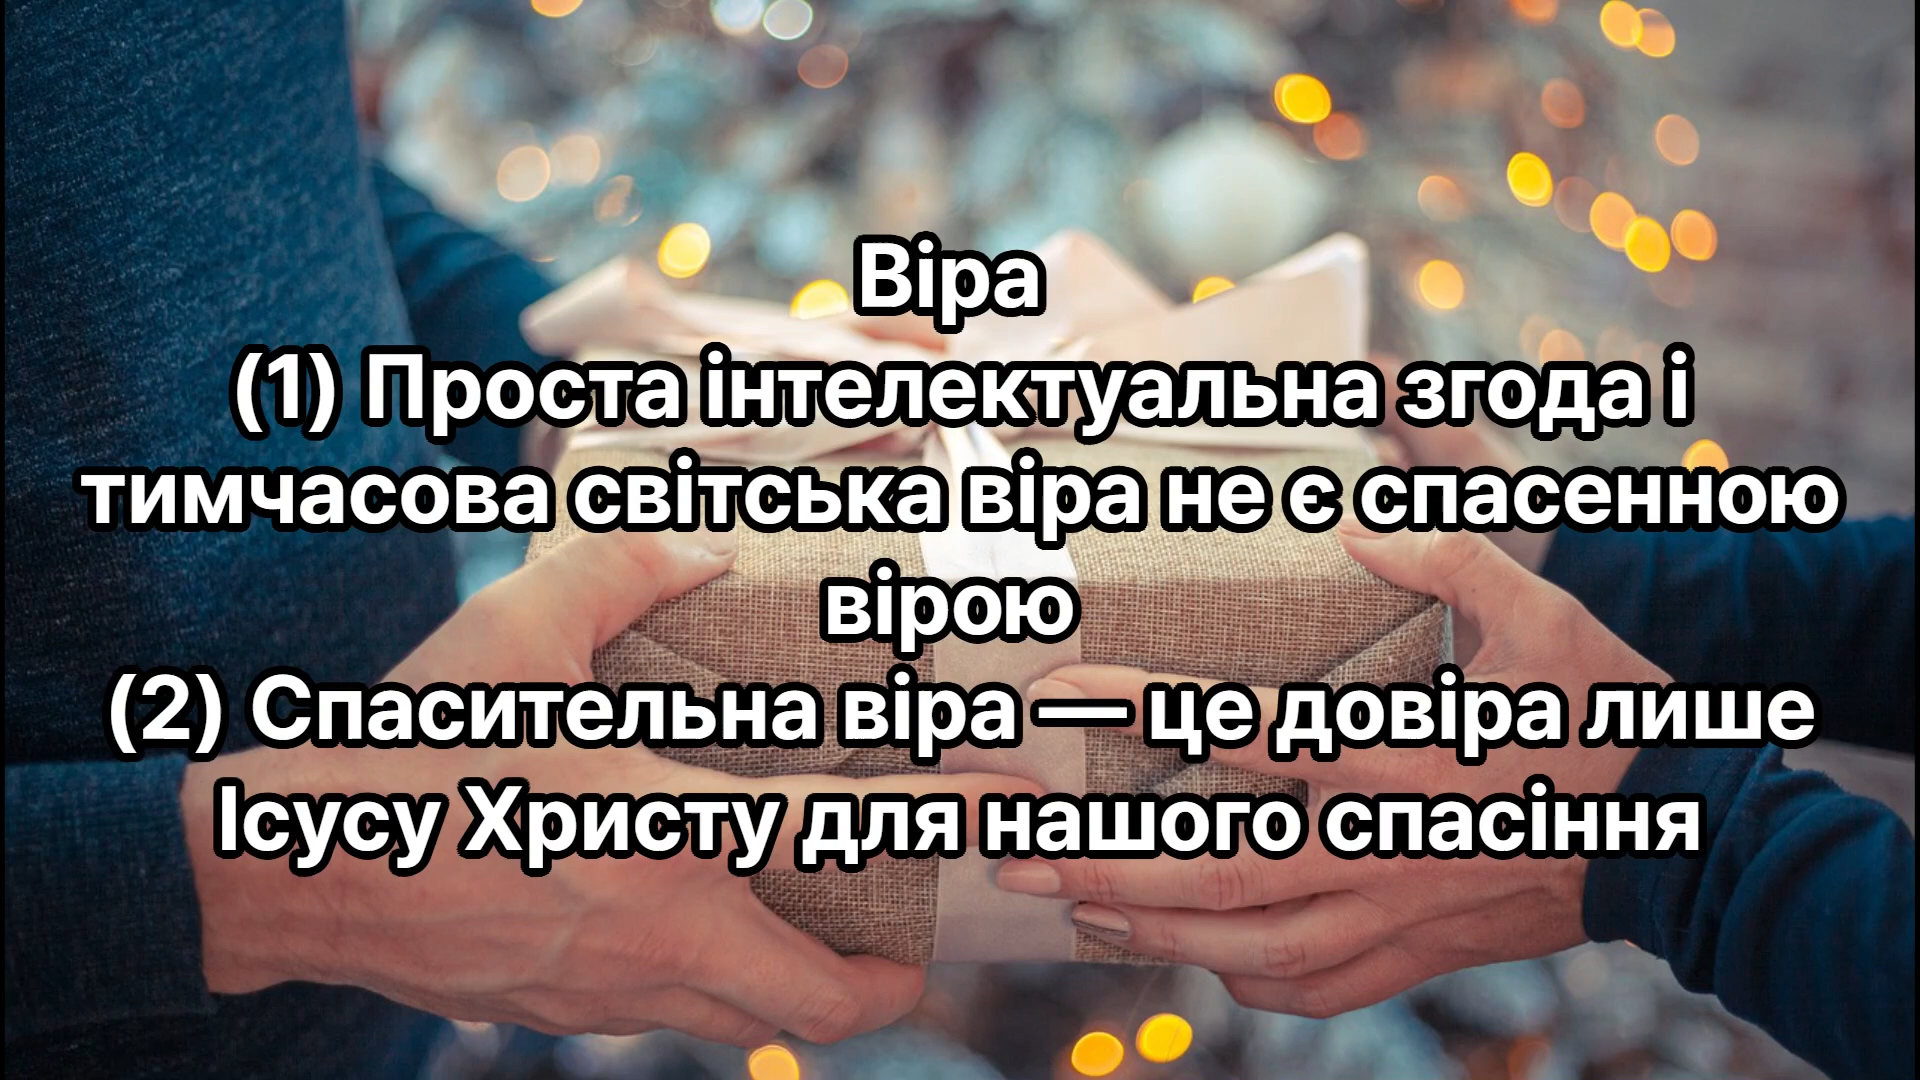 Віра
(1) Проста інтелектуальна згода і
тимчасова світська віра не є спасенною
вірою
(2) Спасительна віра — це довіра лише
Ісусу Христу для нашого спасіння